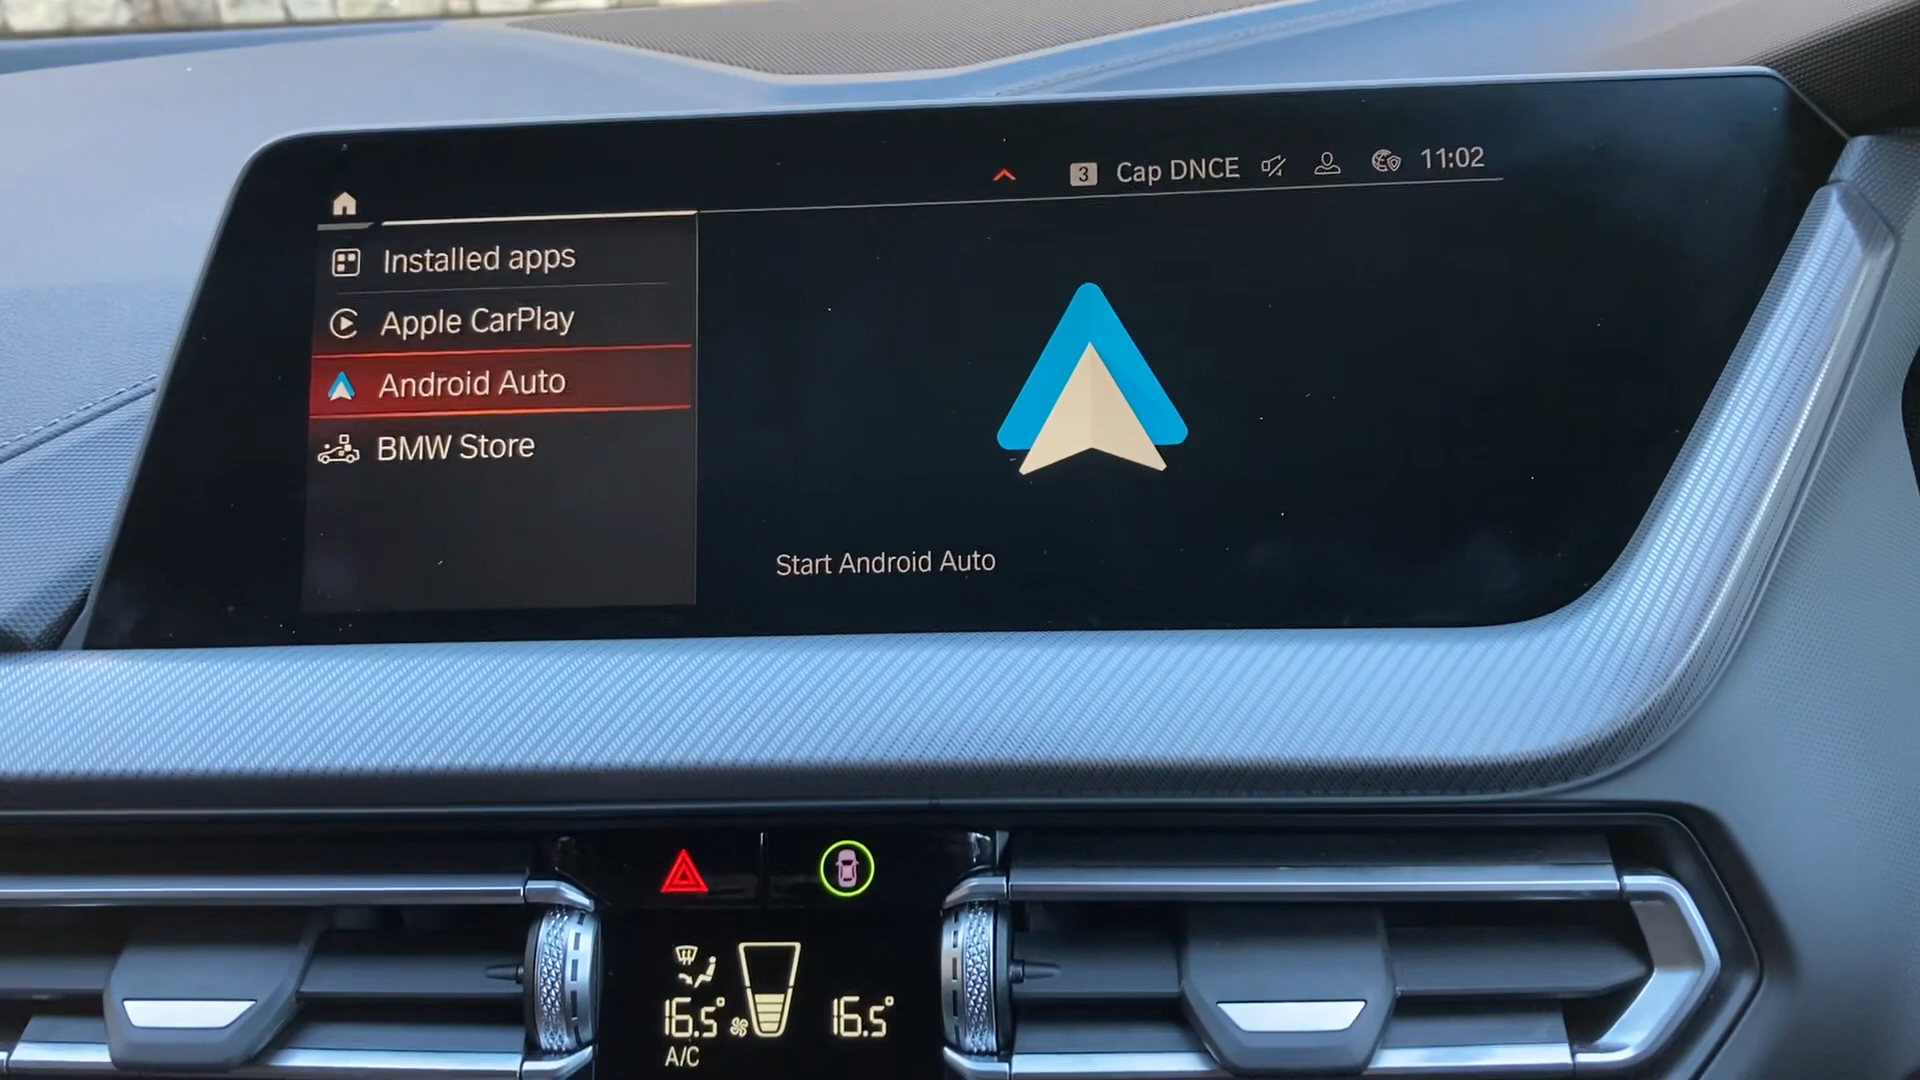 3 Cap DNCE 11:02
Installed apps
Apple CarPlay
Android Auto
BMW Store
Start Android Auto
16.5° 16.5°
A/C